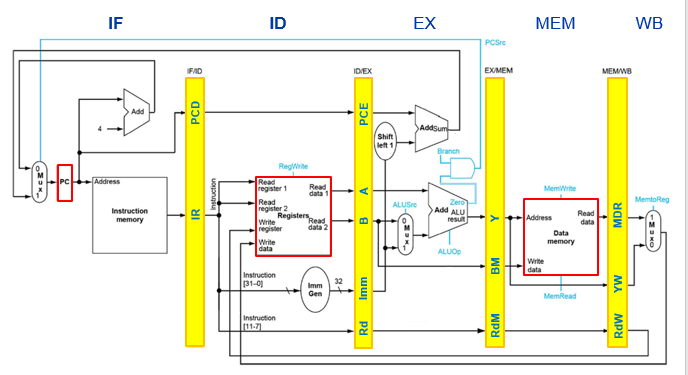 IF
ID
EX
MEM
WB
PCSrc
IF/ID
ID/EX
EX/MEM
MEM/WB
PCD
PCE
Add
4
Add Sum
Shift
left 1
Branch
0
M
u
x
1
PC
Address
Instruction
memory
IR
Instruction
RegWrite
Read
register 1
Read
register 2
Write
register
Write
data
Registers
Read
data 1
Read
data 2
A
B
ALUSrc
0
M
u
x
1
Add
Zero
ALU
result
ALUOp
Y
BM
MemWrite
Address
Read
data
Data
memory
Write
data
MemRead
MDR
YW
MemtoReg
1
M
u
x
0
Instruction
[31–0]
Imm
Gen
32
Imm
Instruction
[11-7]
Rd
RdM
RdW